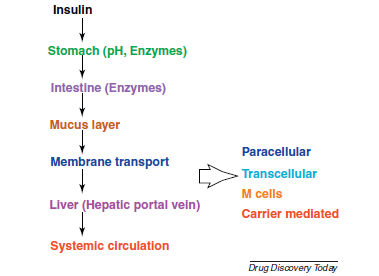 Insulin
Stomach (pH, Enzymes)
Intestine (Enzymes)
Mucus layer
Membrane transport
Liver (Hepatic portal vein)
Systemic circulation
Paracellular
Transcellular
M cells
Carrier mediated
Drug Discovery Today